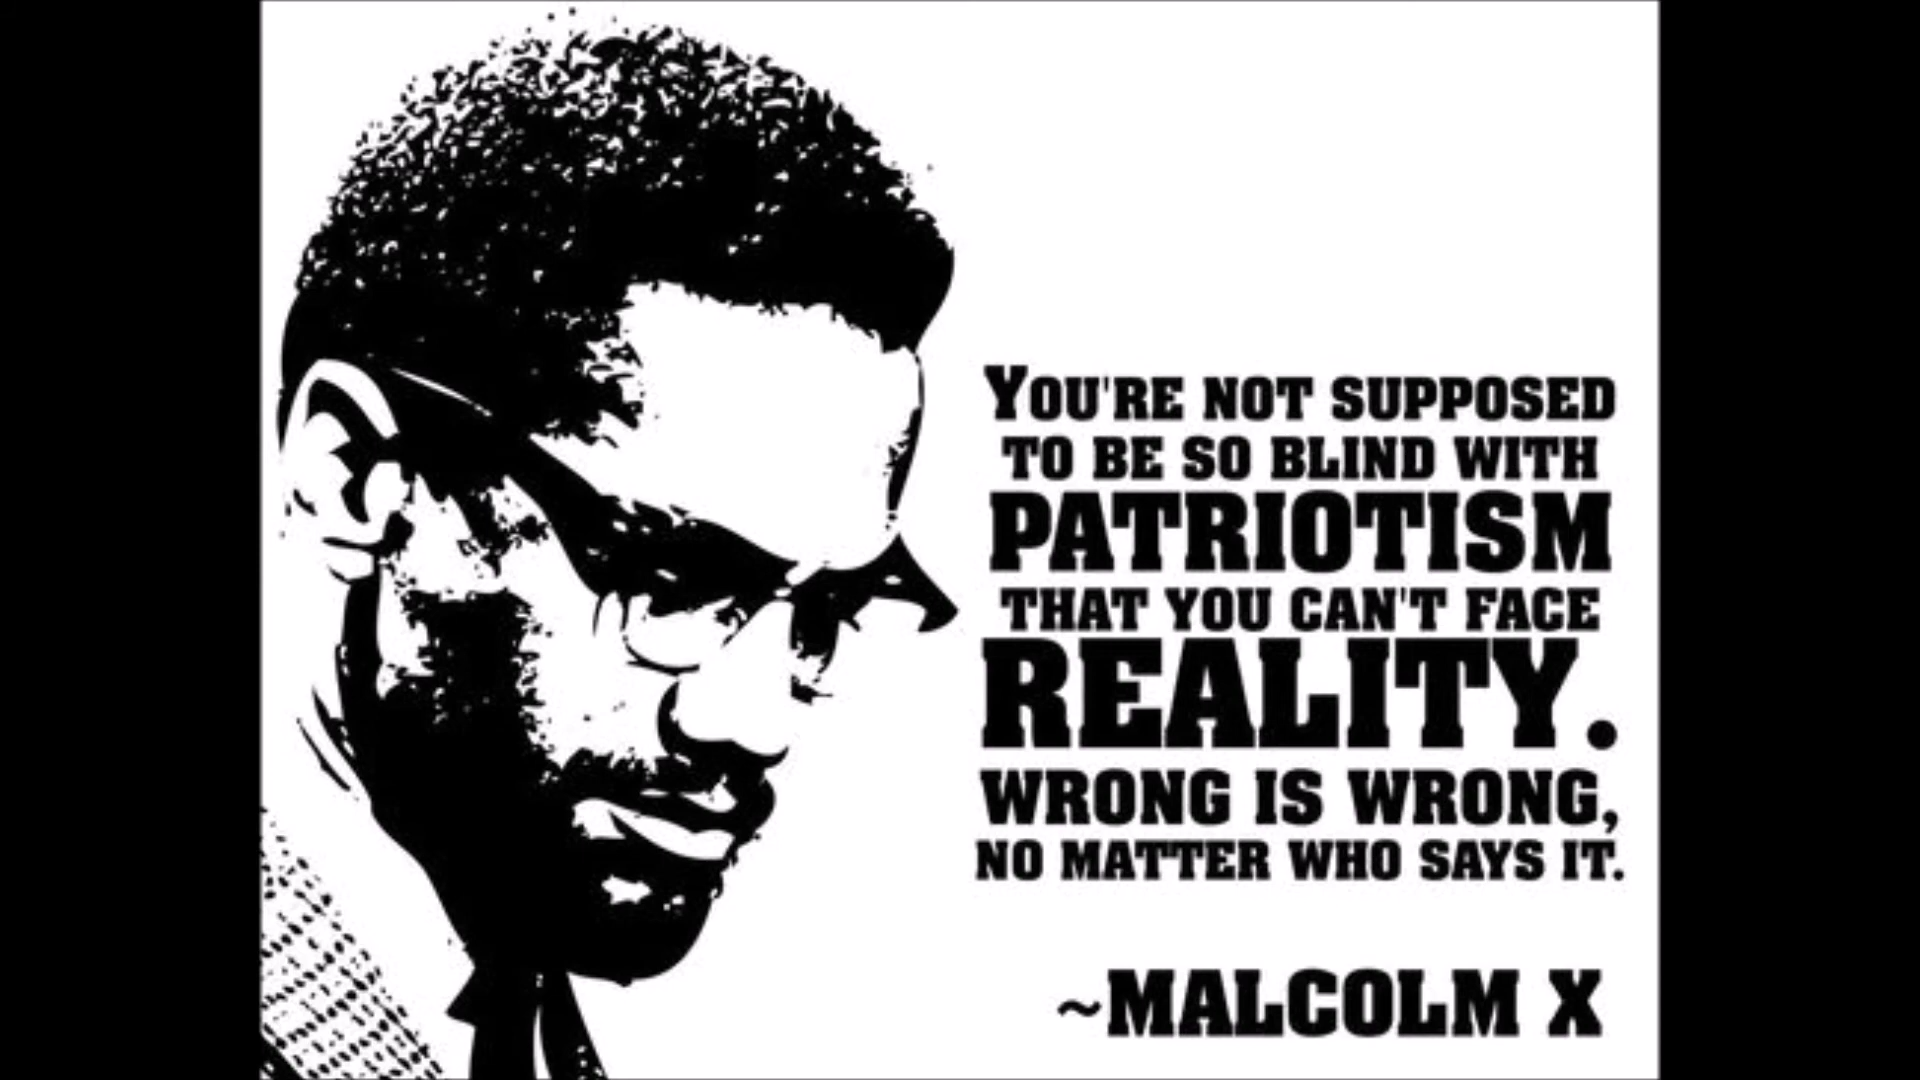 YOU'RE NOT SUPPOSED
TO BE SO BLIND WITH
PATRIOTISM
THAT YOU CAN'T FACE
REALITY.
WRONG IS WRONG,
NO MATTER WHO SAYS IT.
~MALCOLM X